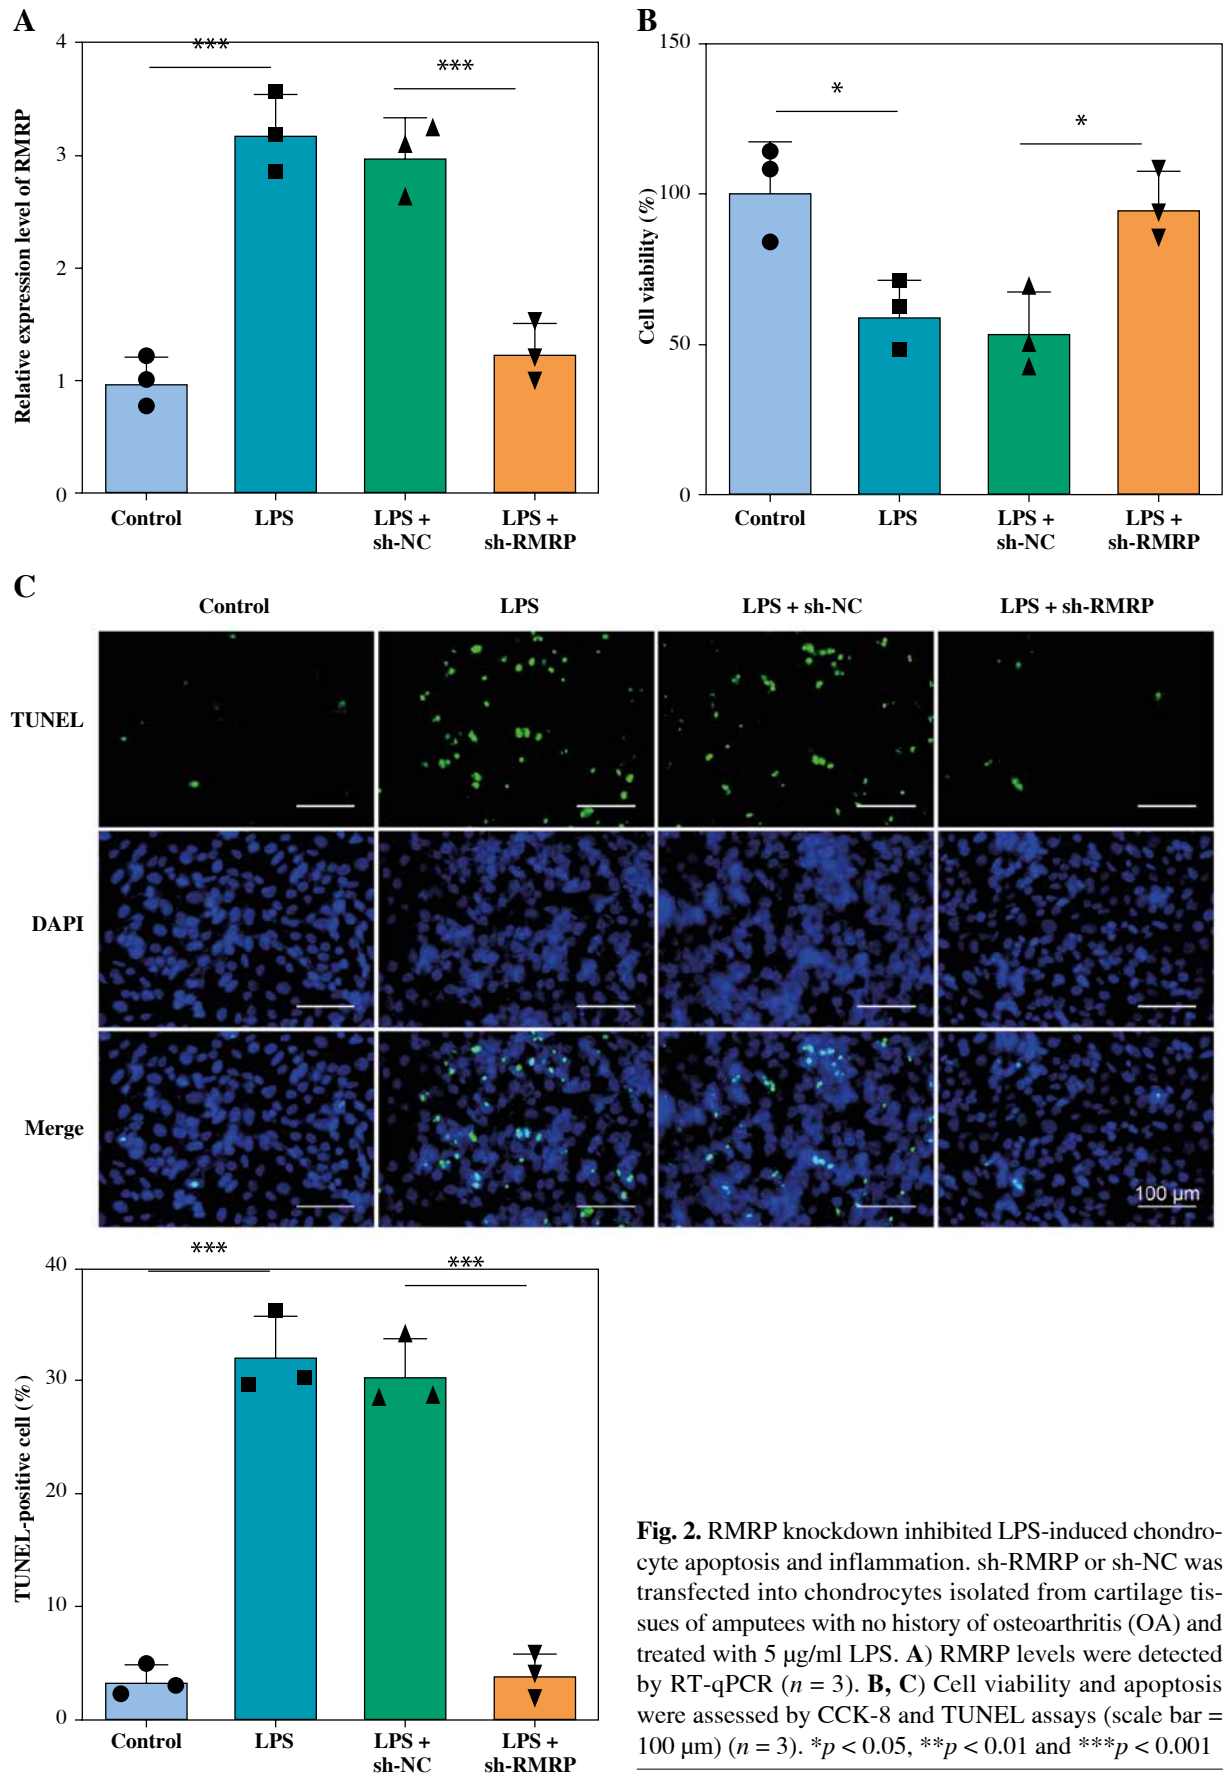 A
4
3
2
1
0
Relative expression level of RMRP
***
***
Control
LPS
LPS +
sh-NC
LPS +
sh-RMRP
B
150
100
50
0
Cell viability (%)
*
*
Control
LPS
LPS +
sh-NC
LPS +
sh-RMRP
C
Control
LPS
LPS + sh-NC
LPS + sh-RMRP
TUNEL
DAPI
Merge
100 µm
40
30
20
10
0
TUNEL-positive cell (%)
***
***
Control
LPS
LPS +
sh-NC
LPS +
sh-RMRP
Fig. 2. RMRP knockdown inhibited LPS-induced chondro-
cyte apoptosis and inflammation. sh-RMRP or sh-NC was
transfected into chondrocytes isolated from cartilage tis-
sues of amputees with no history of osteoarthritis (OA) and
treated with 5 µg/ml LPS. A) RMRP levels were detected
by RT-qPCR (n = 3). B, C) Cell viability and apoptosis
were assessed by CCK-8 and TUNEL assays (scale bar =
100 µm) (n = 3). *p < 0.05, **p < 0.01 and ***p < 0.001